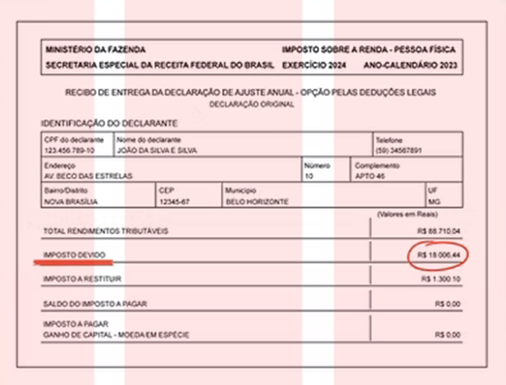 MINISTÉRIO DA FAZENDA IMPOSTO SOBRE A RENDA - PESSOA FÍSICA
SECRETARIA ESPECIAL DA RECEITA FEDERAL DO BRASIL EXERCÍCIO 2024 ANO-CALENDÁRIO 2023
RECIBO DE ENTREGA DA DECLARAÇÃO DE AJUSTE ANUAL - OPÇÃO PELAS DEDUÇÕES LEGAIS
DECLARAÇÃO ORIGINAL
IDENTIFICAÇÃO DO DECLARANTE
CPF do declarante Nome do declarante Telefone
123.456.789-10 JOÃO DA SILVA E SILVA (59) 34567891
Endereço Número Complemento
AV. BECO DAS ESTRELAS 10 APTO 46
Bairro/Distrito CEP Município UF
NOVA BRASÍLIA 12345-67 BELO HORIZONTE MG
(Valores em Reais)
TOTAL RENDIMENTOS TRIBUTÁVEIS R$ 88.710,04
IMPOSTO DEVIDO R$ 18 006,44
IMPOSTO A RESTITUIR R$ 1.300.10
SALDO DO IMPOSTO A PAGAR R$ 0,00
IMPOSTO A PAGAR
GANHO DE CAPITAL - MOEDA EM ESPÉCIE R$ 0,00